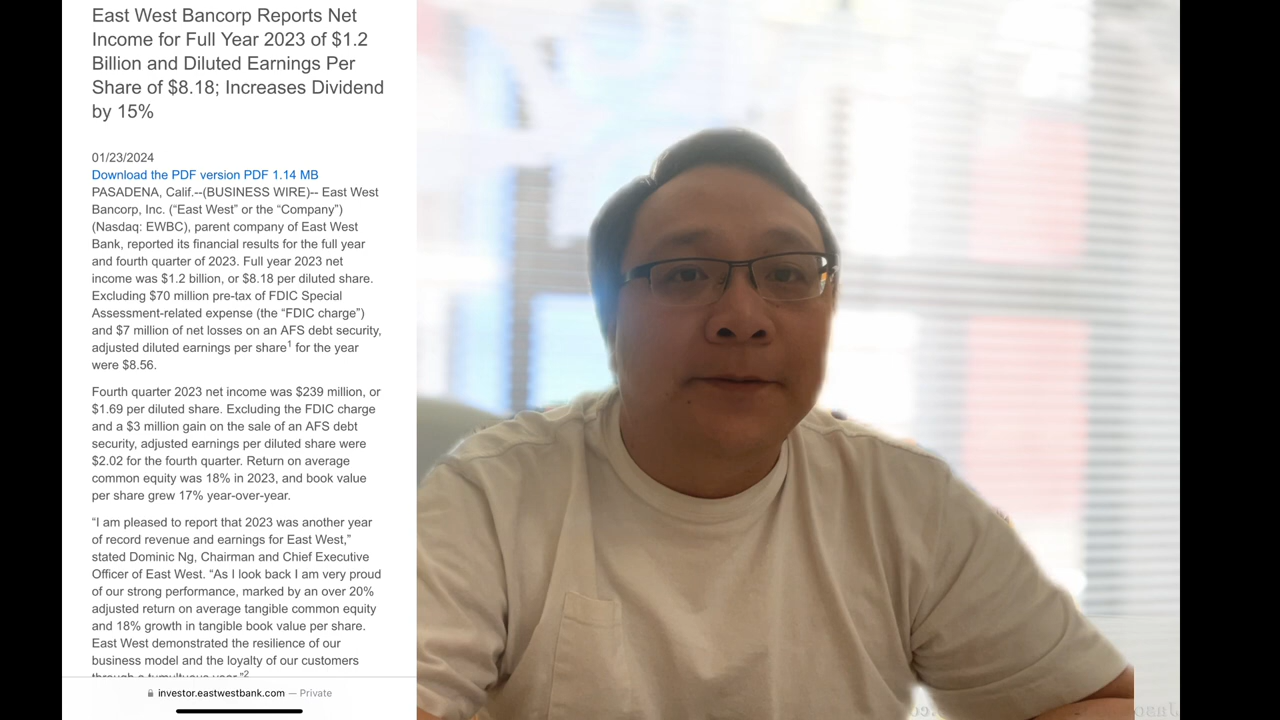 East West Bancorp Reports Net
Income for Full Year 2023 of $1.2
Billion and Diluted Earnings Per
Share of $8.18; Increases Dividend
by 15%
01/23/2024
Download the PDF version PDF 1.14 MB
PASADENA, Calif.--(BUSINESS WIRE)-- East West
Bancorp, Inc. (“East West” or the “Company”)
(Nasdaq: EWBC), parent company of East West
Bank, reported its financial results for the full year
and fourth quarter of 2023. Full year 2023 net
income was $1.2 billion, or $8.18 per diluted share.
Excluding $70 million pre-tax of FDIC Special
Assessment-related expense (the “FDIC charge”)
and $7 million of net losses on an AFS debt security,
adjusted diluted earnings per share1 for the year
were $8.56.
Fourth quarter 2023 net income was $239 million, or
$1.69 per diluted share. Excluding the FDIC charge
and a $3 million gain on the sale of an AFS debt
security, adjusted earnings per diluted share were
$2.02 for the fourth quarter. Return on average
common equity was 18% in 2023, and book value
per share grew 17% year-over-year.
“I am pleased to report that 2023 was another year
of record revenue and earnings for East West,”
stated Dominic Ng, Chairman and Chief Executive
Officer of East West. “As I look back I am very proud
of our strong performance, marked by an over 20%
adjusted return on average tangible common equity
and 18% growth in tangible book value per share.
East West demonstrated the resilience of our
business model and the loyalty of our customers
through a tumultuous year.”2
investor.eastwestbank.com — Private